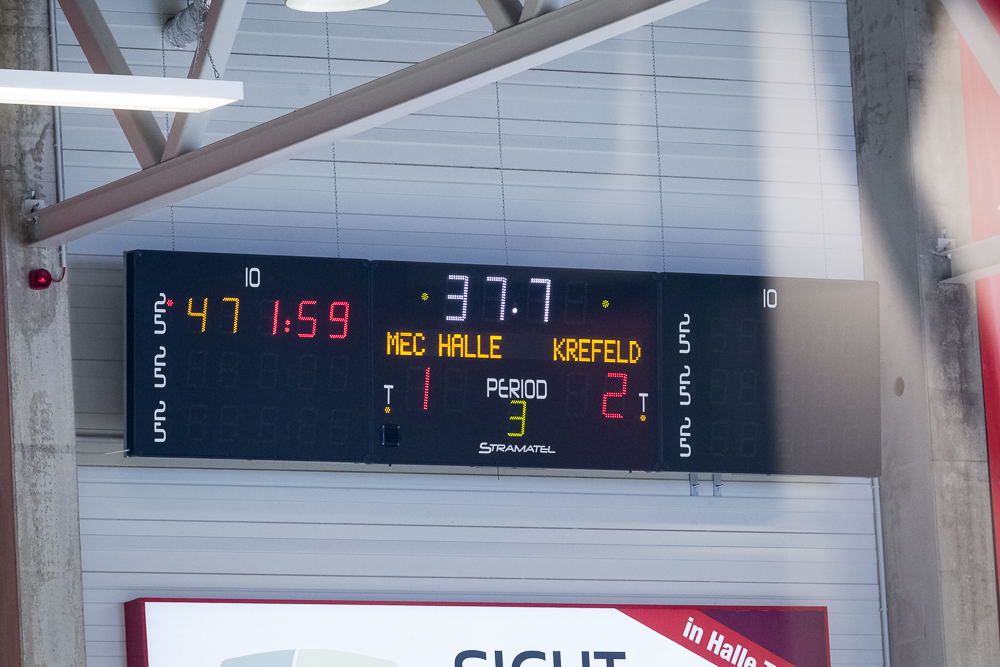 10
47 1:59
37.7
MEC HALLE KREFELD
1 2
T PERIOD T
3
STRAMATEL
10
in Halle